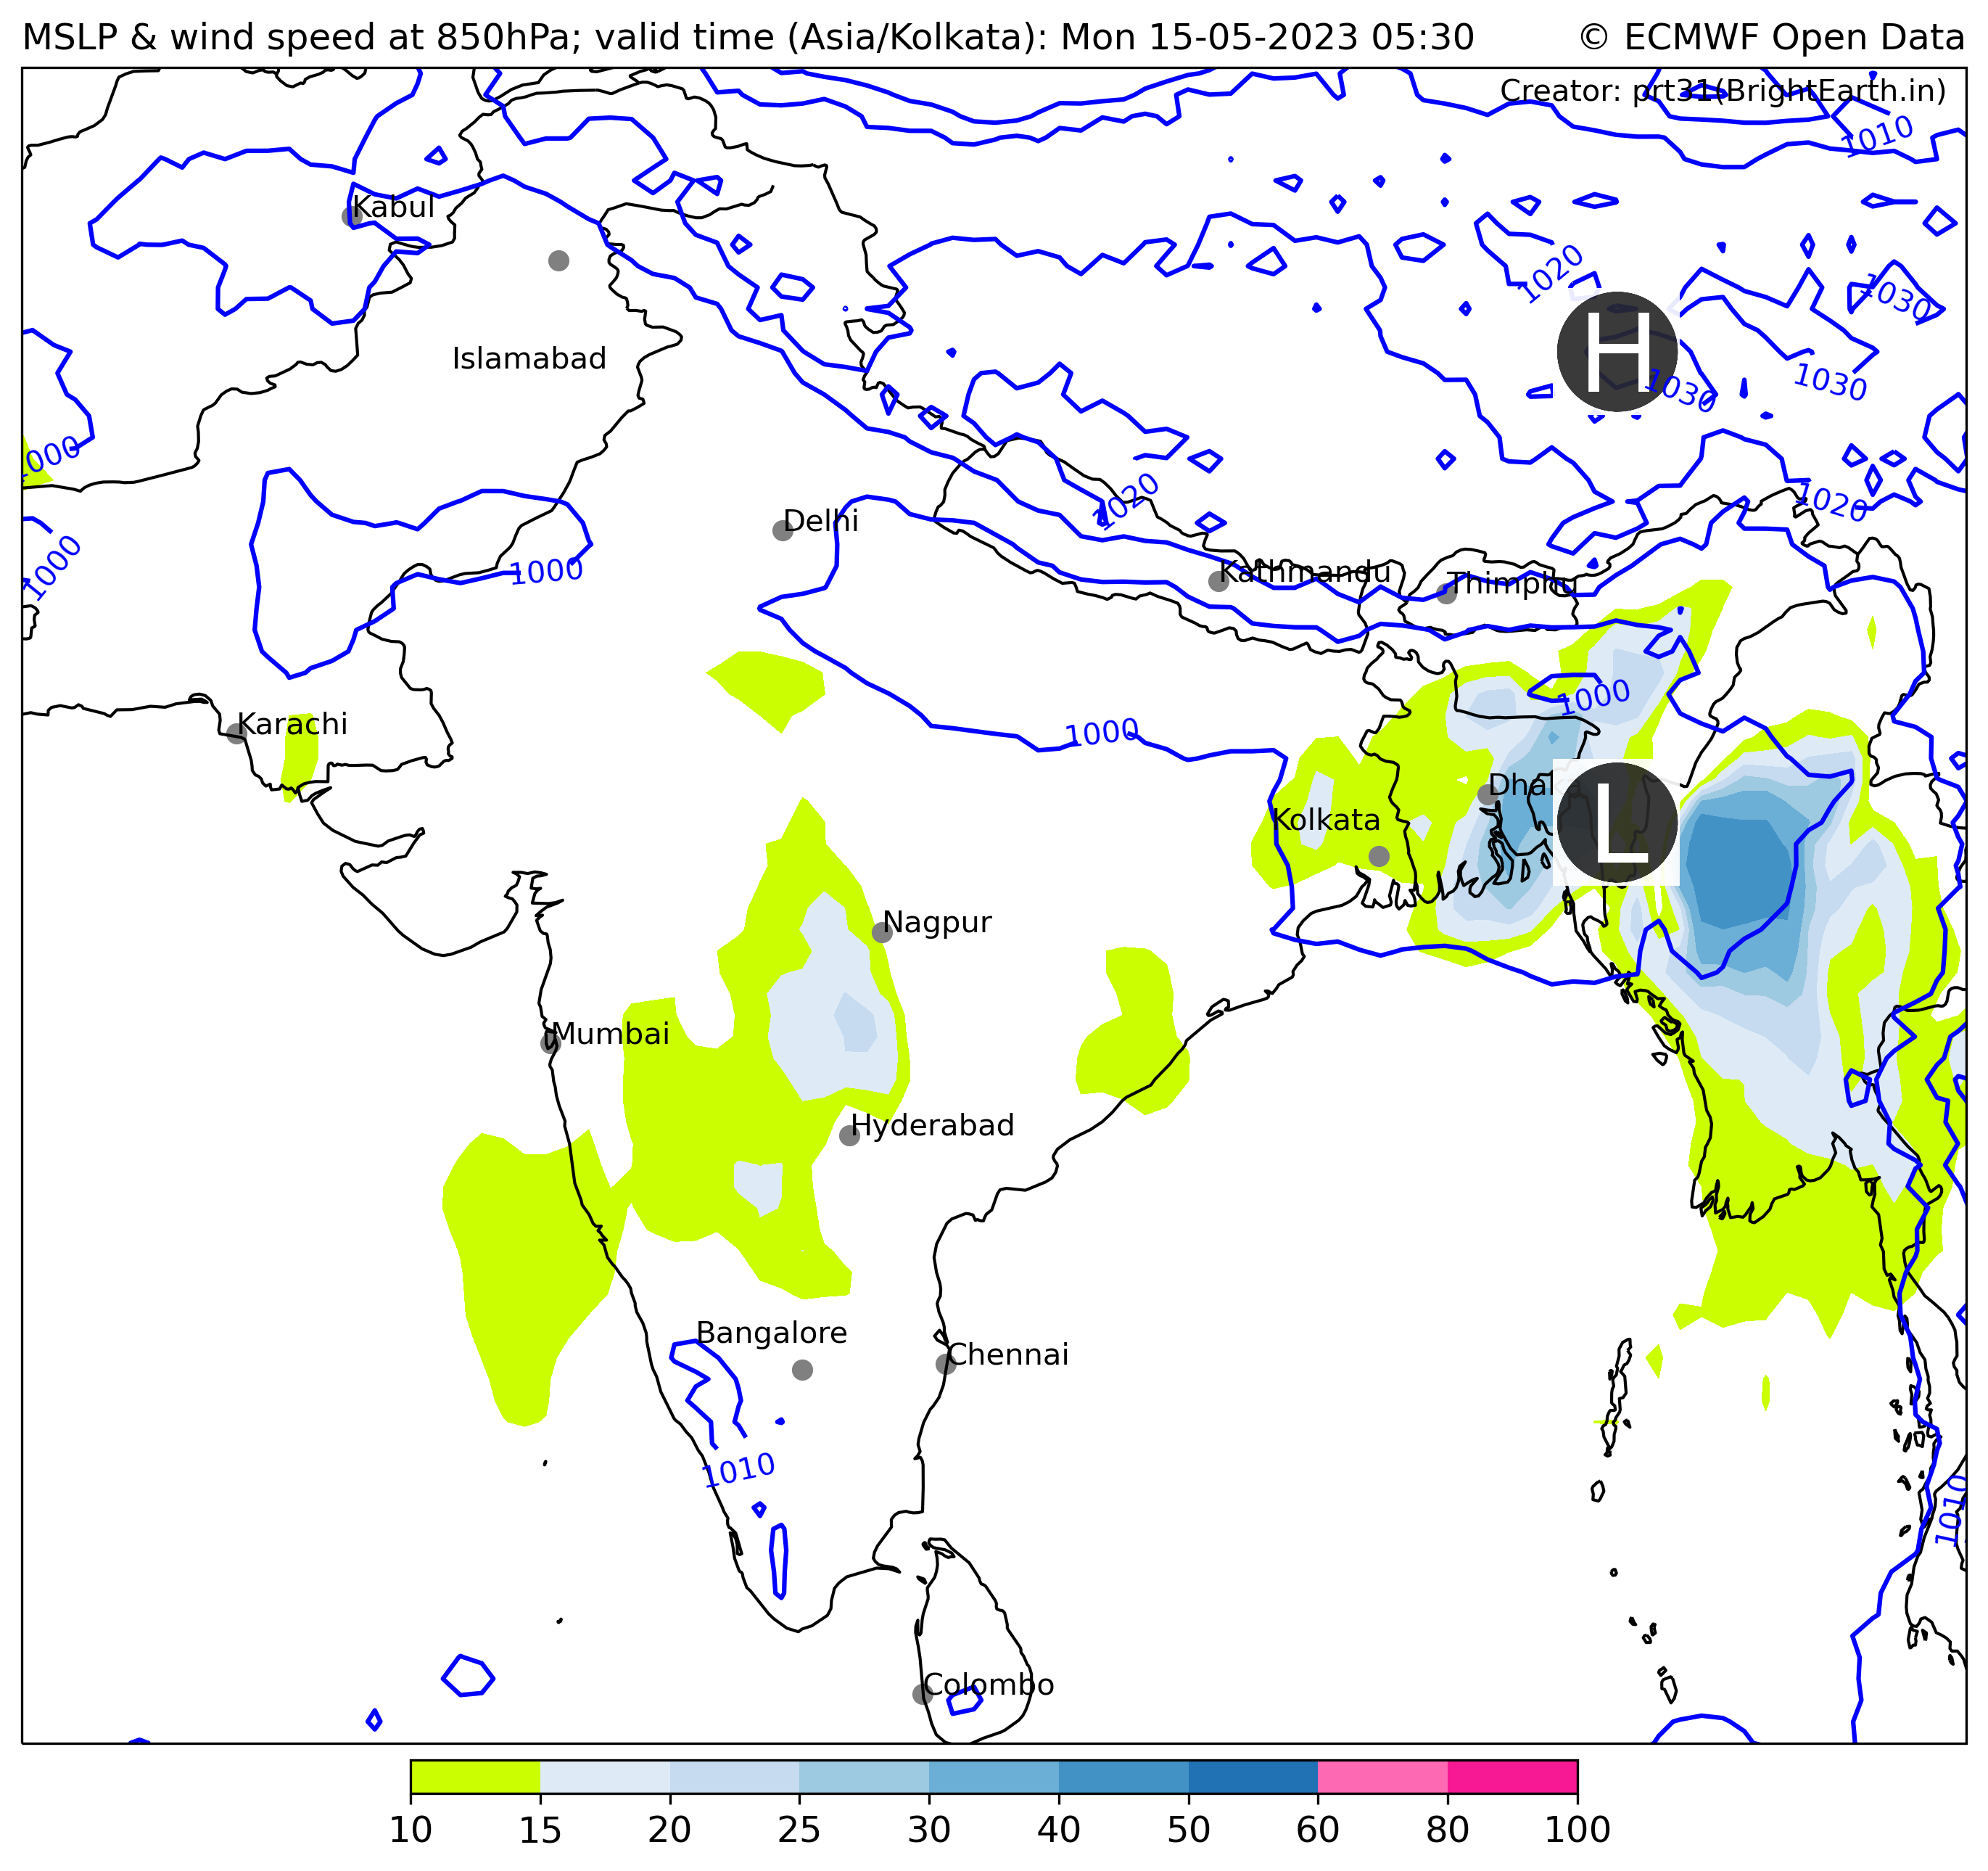 MSLP & wind speed at 850hPa; valid time (Asia/Kolkata): Mon 15-05-2023 05:30
© ECMWF Open Data
Creator: prt31(BrightEarth.in)
1010
Kabul
1020
1030
H
Islamabad
1030
1030
000
1020
1020
Delhi
1000
1000
Kathmandu
Thimphu
1000
Karachi
1000
Dhaka
L
Kolkata
Nagpur
Mumbai
Hyderabad
Bangalore
Chennai
1010
1010
Colombo
10 15 20 25 30 40 50 60 80 100